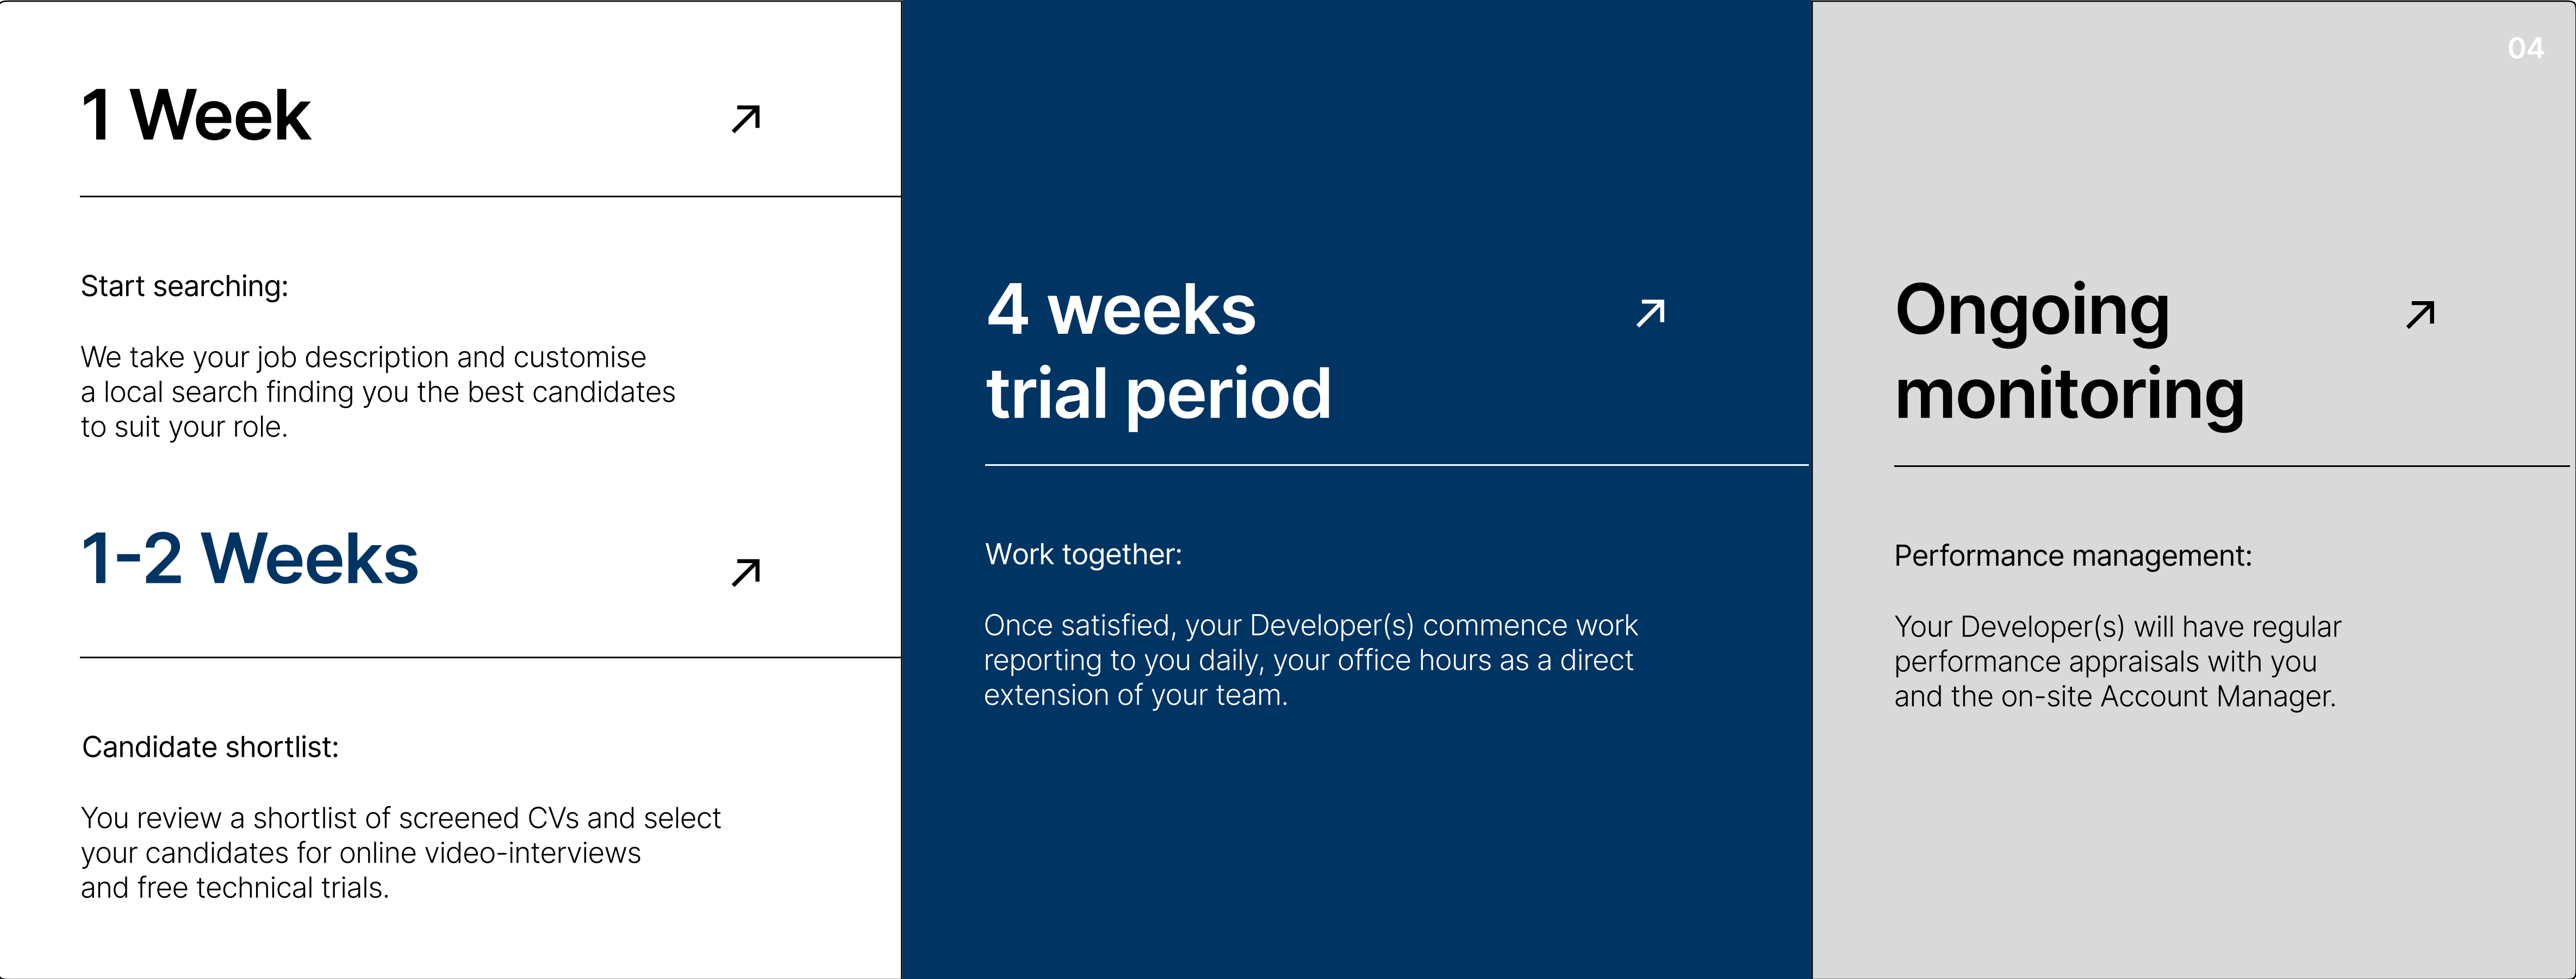 1 Week
Start searching:
We take your job description and customise
a local search finding you the best candidates
to suit your role.
1-2 Weeks
Candidate shortlist:
You review a shortlist of screened CVs and select
your candidates for online video-interviews
and free technical trials.
4 weeks
trial period
Work together:
Once satisfied, your Developer(s) commence work
reporting to you daily, your office hours as a direct
extension of your team.
04
Ongoing
monitoring
Performance management:
Your Developer(s) will have regular
performance appraisals with you
and the on-site Account Manager.